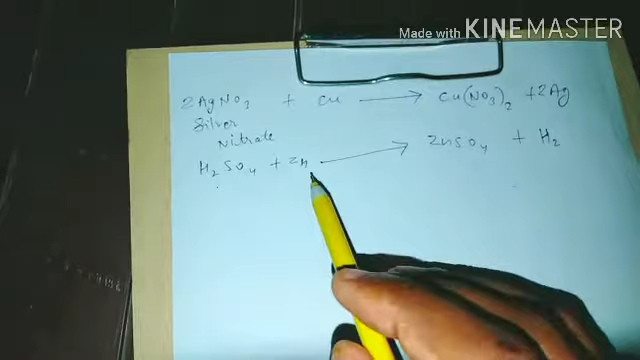 Made with KINEMASTER
2AgNO3 + Cu → Cu(NO3)2 + 2Ag
Silver
Nitrate
H2SO4 + Zn → ZnSO4 + H2